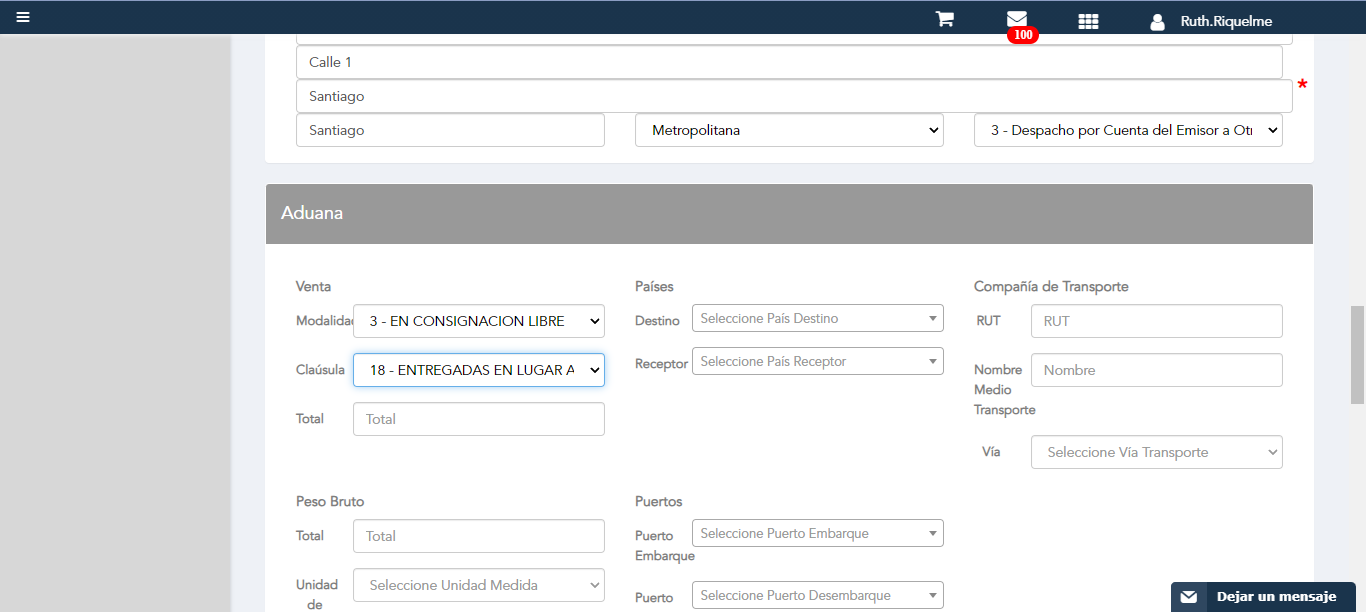 Ruth.Riquelme
100
Calle 1
Santiago
*
Santiago
Metropolitana
3 - Despacho por Cuenta del Emisor a Otr
Aduana
Venta
Países
Compañía de Transporte
Modalidad
3 - EN CONSIGNACION LIBRE
Destino
Seleccione País Destino
RUT
RUT
Claúsula
18 - ENTREGADAS EN LUGAR A
Receptor
Seleccione País Receptor
Nombre
Medio
Transporte
Nombre
Total
Total
Vía
Seleccione Vía Transporte
Peso Bruto
Puertos
Total
Total
Puerto
Embarque
Seleccione Puerto Embarque
Unidad
de
Seleccione Unidad Medida
Puerto
Seleccione Puerto Desembarque
Dejar un mensaje